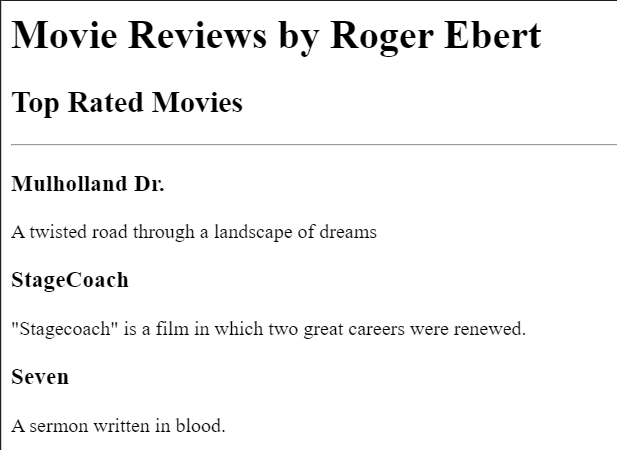 Movie Reviews by Roger Ebert
Top Rated Movies
Mulholland Dr.
A twisted road through a landscape of dreams
StageCoach
"Stagecoach" is a film in which two great careers were renewed.
Seven
A sermon written in blood.